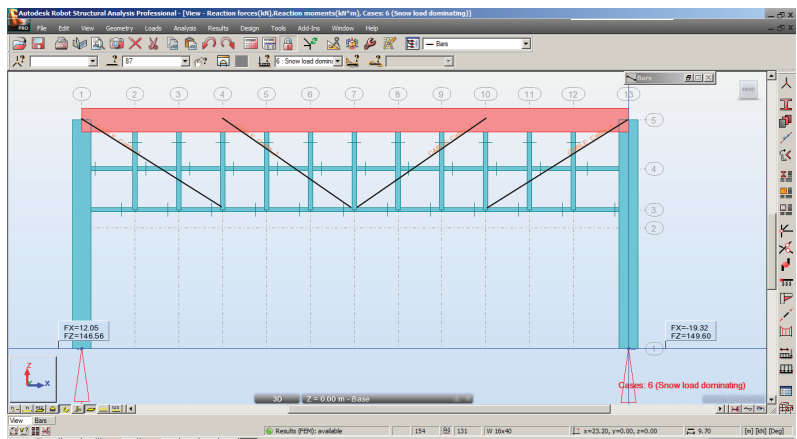 Autodesk Robot Structural Analysis Professional - [View - Reaction forces(kN),Reaction moments(kN*m), Cases: 6 (Snow load dominating)]
PRO File Edit View Geometry Loads Analysis Results Design Tools Add-Ins Window Help
Bars
87 6 : Snow load domin
Bars
1 2 3 4 5 6 7 8 9 10 11 12 13
5
4
3
2
FX=12.05
FZ=146.56
FX=-19.32
FZ=149.60
1
Z
X
Cases: 6 (Snow load dominating)
3D Z = 0.00 m - Base
View Bars
Results (FEM): available 154 131 W 16x40 x=23.20, y=0.00, z=0.00 9.70 [m] [kN] [Deg]